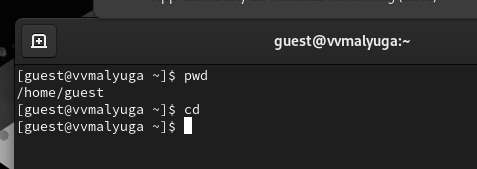 guest@vvmalyuga:~
[guest@vvmalyuga ~]$ pwd
/home/guest
[guest@vvmalyuga ~]$ cd
[guest@vvmalyuga ~]$